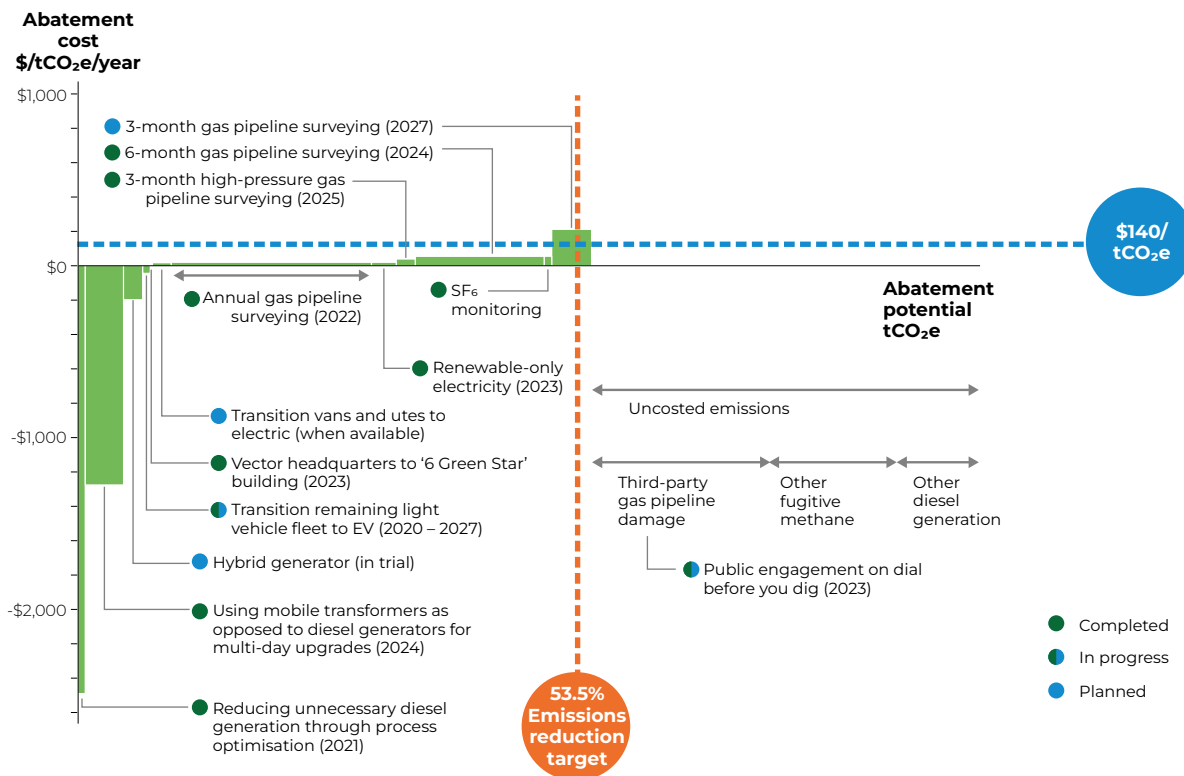 Abatement
cost
$/tCO₂e/year
$1,000
3-month gas pipeline surveying (2027)
6-month gas pipeline surveying (2024)
3-month high-pressure gas
pipeline surveying (2025)
$140/
tCO₂e
$0
Annual gas pipeline
surveying (2022)
SF₆
monitoring
Abatement
potential
tCO₂e
Renewable-only
electricity (2023)
Uncosted emissions
Transition vans and utes to
electric (when available)
-$1,000
Vector headquarters to ‘6 Green Star’
building (2023)
Third-party
gas pipeline
damage
Other
fugitive
methane
Other
diesel
generation
Transition remaining light
vehicle fleet to EV (2020 – 2027)
Hybrid generator (in trial)
Public engagement on dial
before you dig (2023)
-$2,000
Using mobile transformers as
opposed to diesel generators for
multi-day upgrades (2024)
Completed
In progress
Planned
Reducing unnecessary diesel
generation through process
optimisation (2021)
53.5%
Emissions
reduction
target